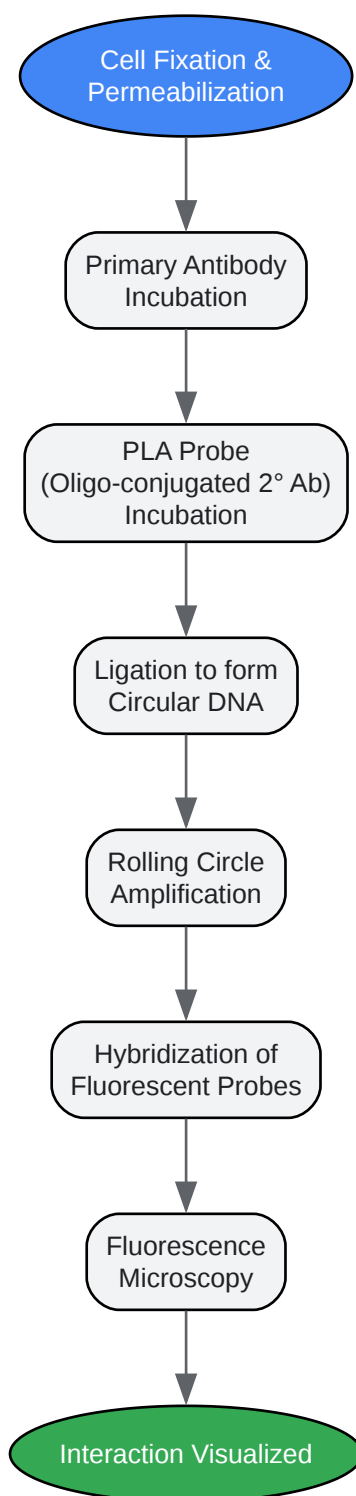 Cell Fixation &
Permeabilization
Primary Antibody
Incubation
PLA Probe
(Oligo-conjugated 2° Ab)
Incubation
Ligation to form
Circular DNA
Rolling Circle
Amplification
Hybridization of
Fluorescent Probes
Fluorescence
Microscopy
Interaction Visualized